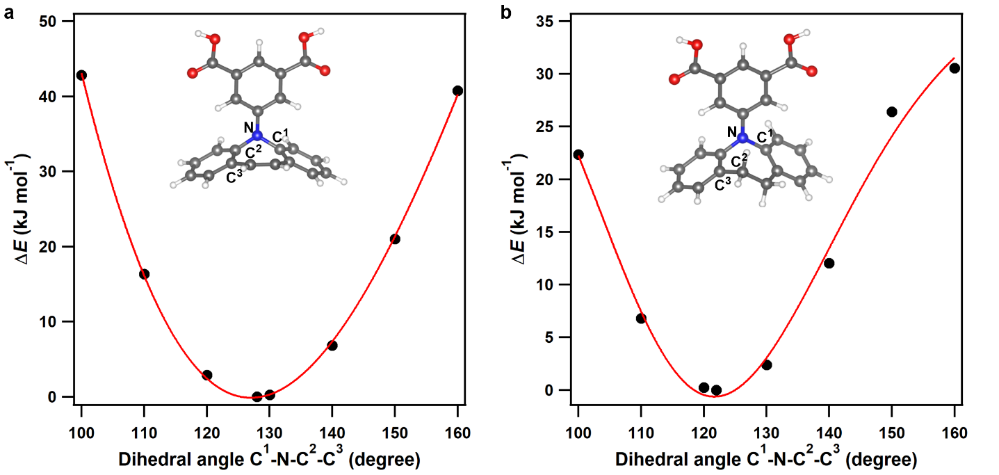 a
50
40
30
20
10
0
ΔE (kJ mol⁻¹)
N
C¹
C²
C³
100 110 120 130 140 150 160
Dihedral angle C¹-N-C²-C³ (degree)
b
35
30
25
20
15
10
5
0
ΔE (kJ mol⁻¹)
N
C¹
C²
C³
100 110 120 130 140 150 160
Dihedral angle C¹-N-C²-C³ (degree)